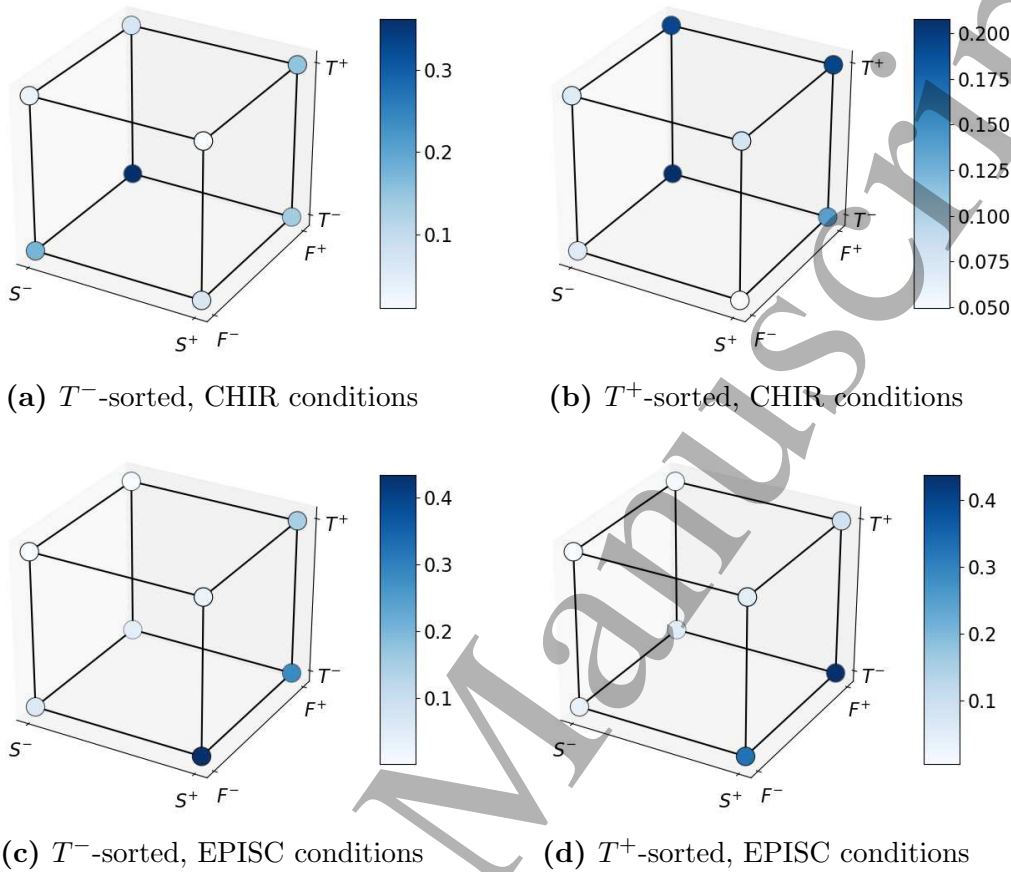 T⁺
T⁻
F⁺
S⁻
S⁺ F⁻
0.3
0.2
0.1
T⁺
T⁻
F⁺
S⁻
S⁺ F⁻
0.200
0.175
0.150
0.125
0.100
0.075
0.050
(a) T⁻-sorted, CHIR conditions
(b) T⁺-sorted, CHIR conditions
T⁺
T⁻
F⁺
S⁻
S⁺ F⁻
0.4
0.3
0.2
0.1
T⁺
T⁻
F⁺
S⁻
S⁺ F⁻
0.4
0.3
0.2
0.1
(c) T⁻-sorted, EPISC conditions
(d) T⁺-sorted, EPISC conditions